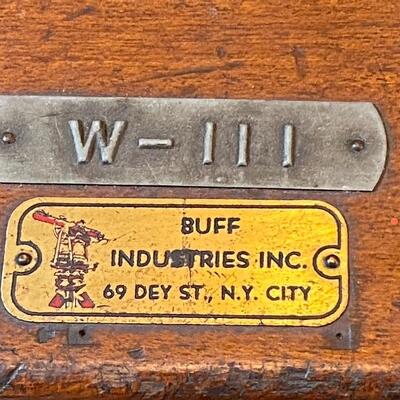 W-111
BUFF
INDUSTRIES INC.
69 DEY ST., N.Y. CITY